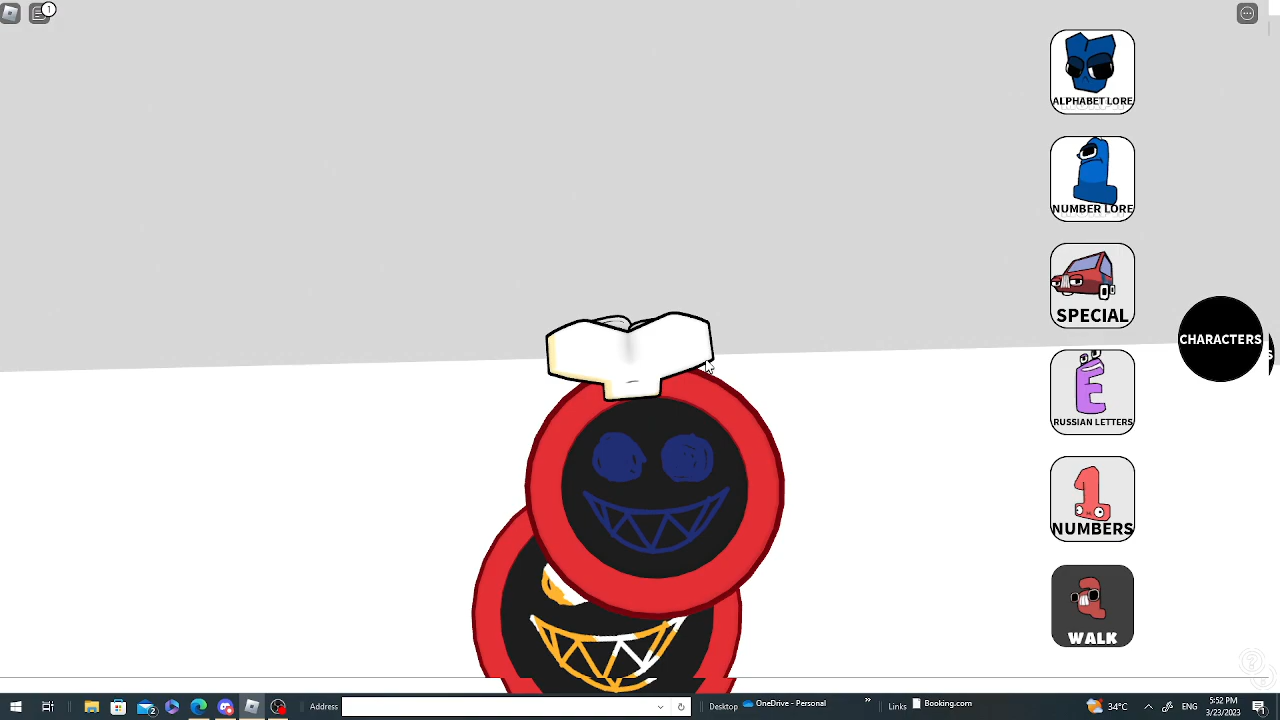 1
ALPHABET LORE
NUMBER LORE
SPECIAL
CHARACTERS
RUSSIAN LETTERS
NUMBERS
WALK
Address
Desktop
OneDrive - Personal
»
Links
Booking.com
34°C
ENG
5:52 PM
3/23/2023